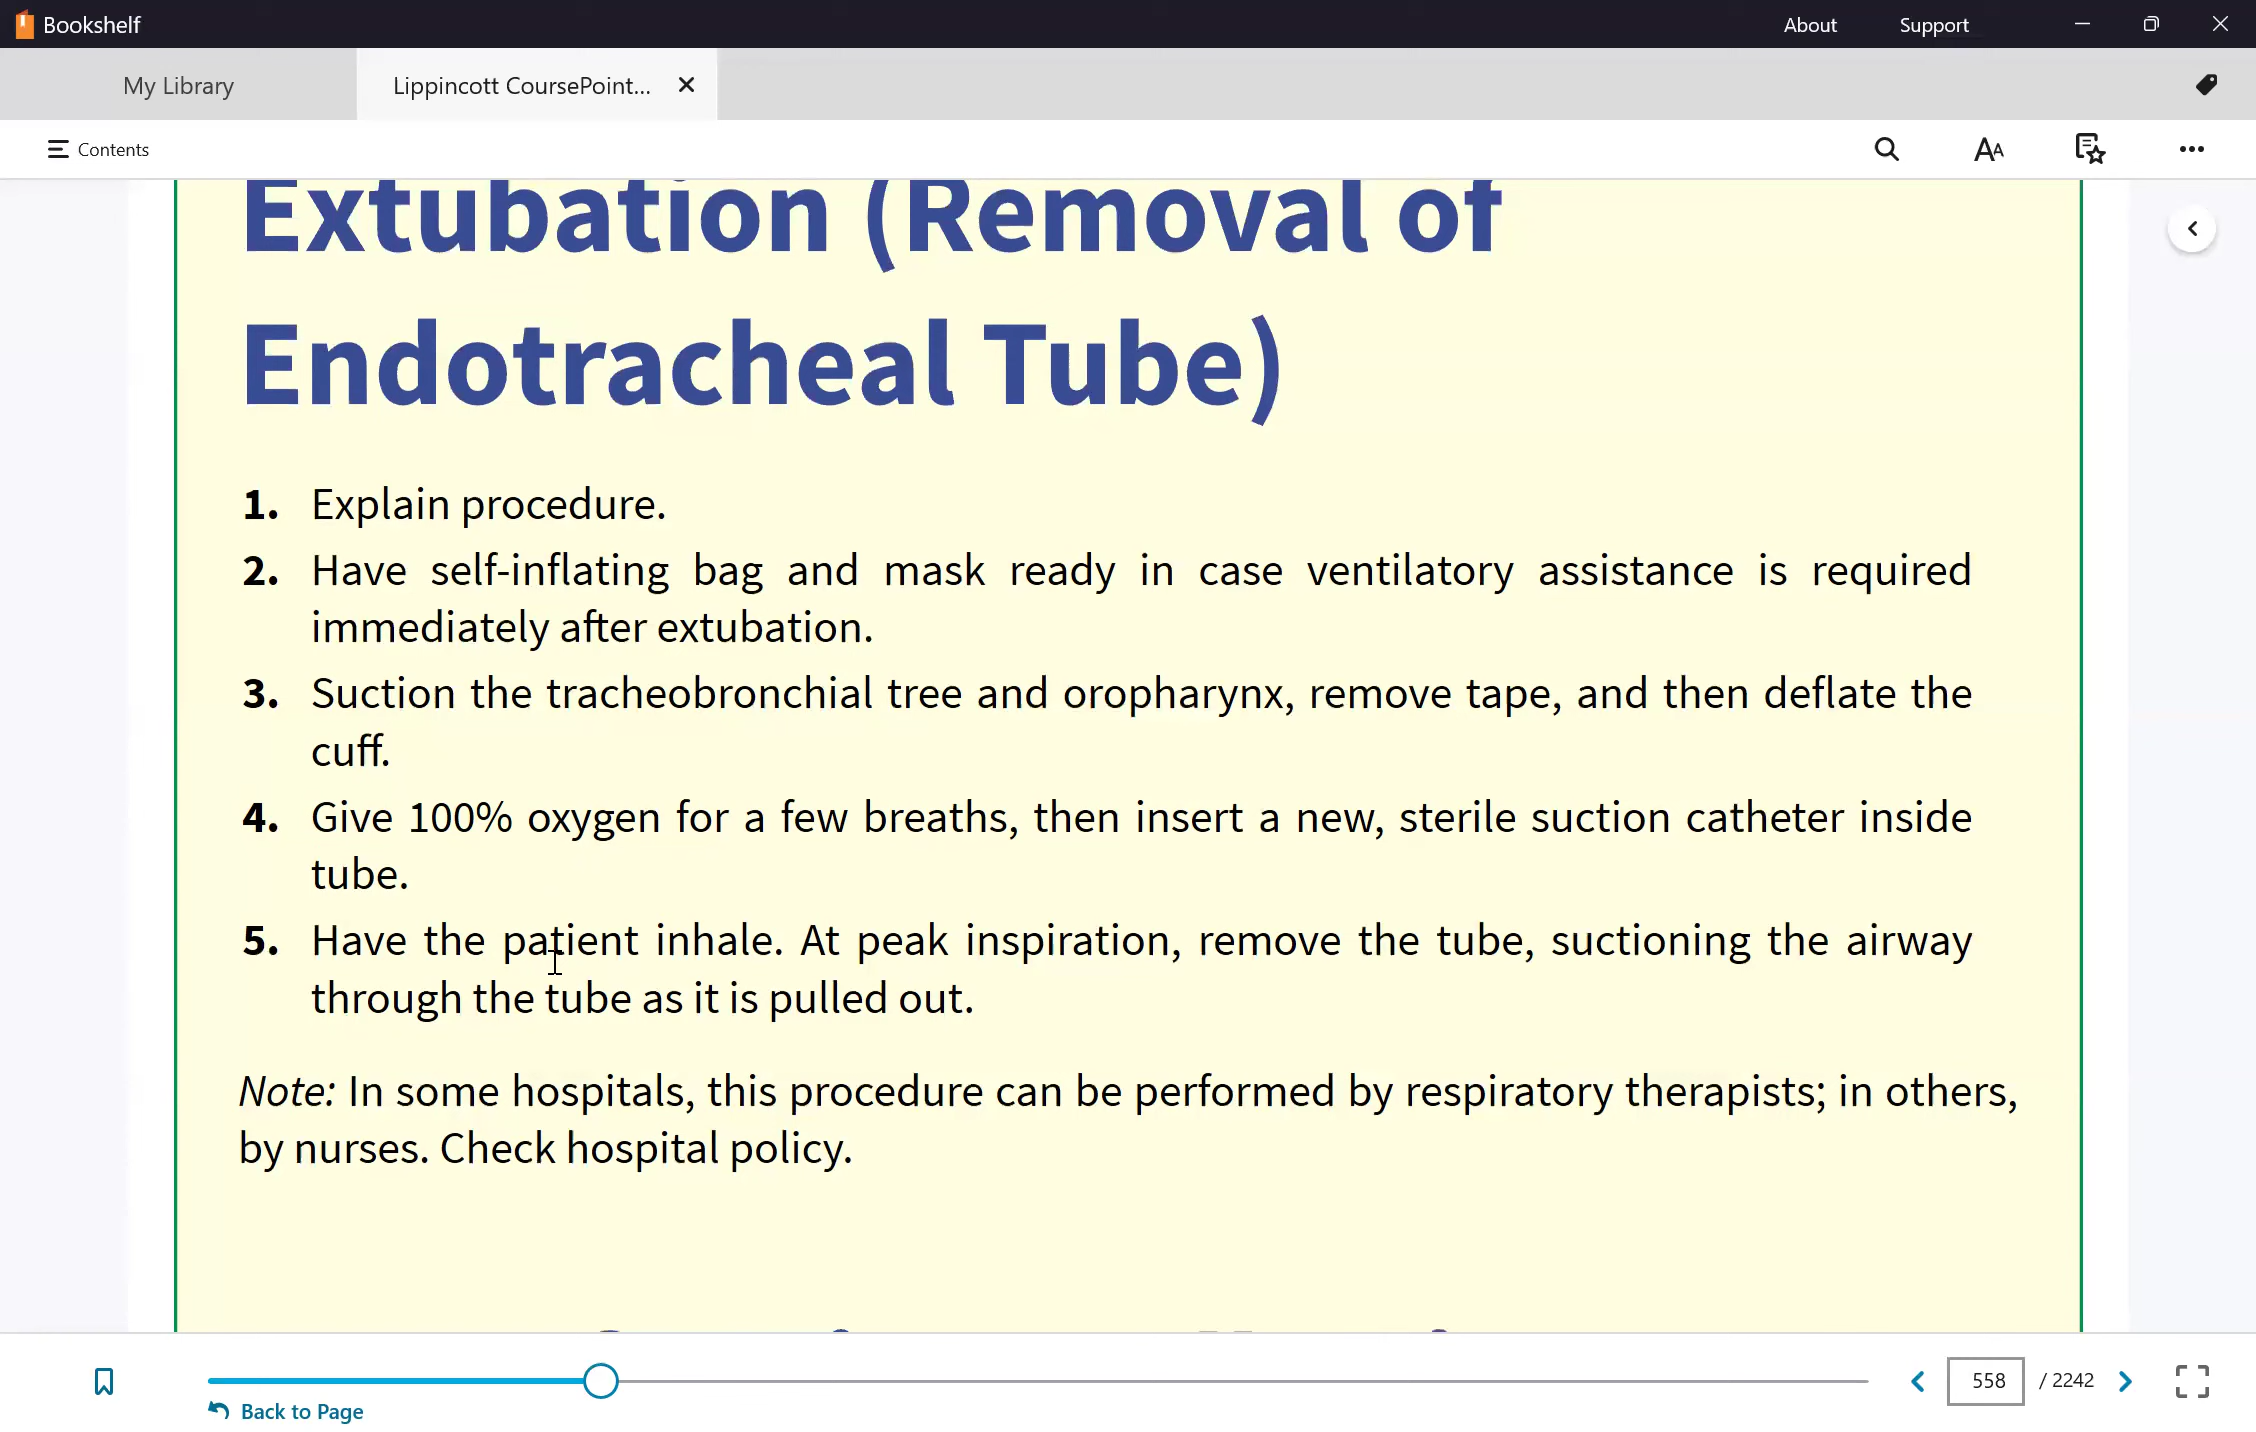 Bookshelf
About
Support
My Library
Lippincott CoursePoint...
Contents
Extubation (Removal of
Endotracheal Tube)
1. Explain procedure.
2. Have self-inflating bag and mask ready in case ventilatory assistance is required
immediately after extubation.
3. Suction the tracheobronchial tree and oropharynx, remove tape, and then deflate the
cuff.
4. Give 100% oxygen for a few breaths, then insert a new, sterile suction catheter inside
tube.
5. Have the patient inhale. At peak inspiration, remove the tube, suctioning the airway
through the tube as it is pulled out.
Note: In some hospitals, this procedure can be performed by respiratory therapists; in others,
by nurses. Check hospital policy.
558 / 2242
Back to Page